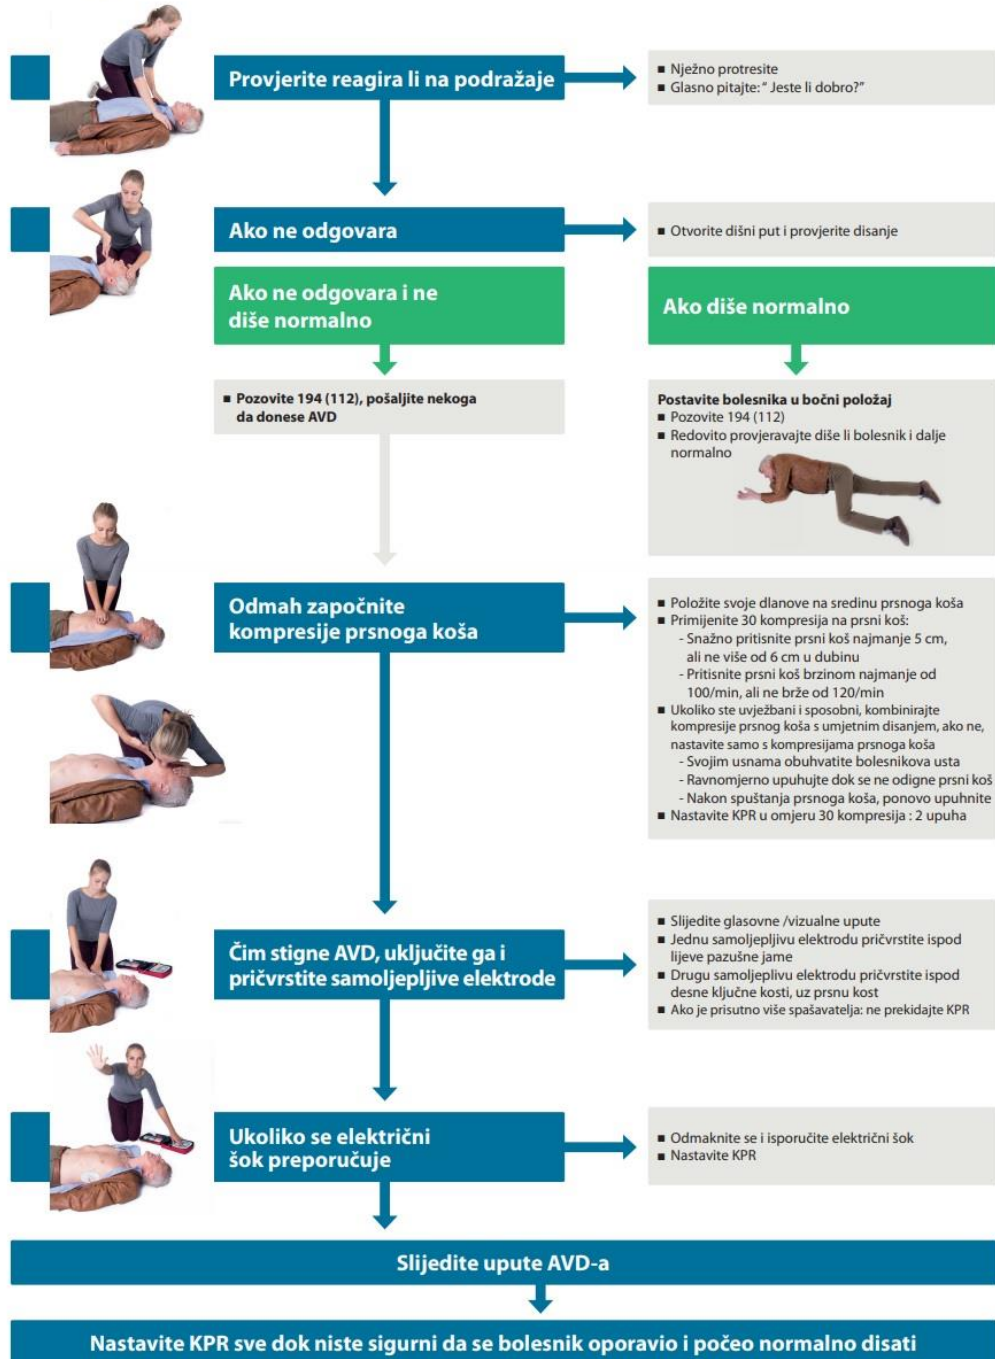 Provjerite reagira li na podražaje
■ Nježno protresite
■ Glasno pitajte: “ Jeste li dobro?”
Ako ne odgovara
■ Otvorite dišni put i provjerite disanje
Ako ne odgovara i ne
diše normalno
Ako diše normalno
■ Pozovite 194 (112), pošaljite nekoga
da donese AVD
Postavite bolesnika u bočni položaj
■ Pozovite 194 (112)
■ Redovito provjeravajte diše li bolesnik i dalje
normalno
Odmah započnite
kompresije prsnoga koša
■ Položite svoje dlanove na sredinu prsnoga koša
■ Primijenite 30 kompresija na prsni koš:
- Snažno pritisnite prsni koš najmanje 5 cm,
ali ne više od 6 cm u dubinu
- Pritisnite prsni koš brzinom najmanje od
100/min, ali ne brže od 120/min
■ Ukoliko ste uvježbani i sposobni, kombinirajte
kompresije prsnog koša s umjetnim disanjem, ako ne,
nastavite samo s kompresijama prsnoga koša
- Svojim usnama obuhvatite bolesnikova usta
- Ravnomjerno upuhujte dok se ne odigne prsni koš
- Nakon spuštanja prsnoga koša, ponovo upuhnite
■ Nastavite KPR u omjeru 30 kompresija : 2 upuha
Čim stigne AVD, uključite ga i
pričvrstite samoljepljive elektrode
■ Slijedite glasovne /vizualne upute
■ Jednu samoljepljivu elektrodu pričvrstite ispod
lijeve pazušne jame
■ Drugu samoljeplivu elektrodu pričvrstite ispod
desne ključne kosti, uz prsnu kost
■ Ako je prisutno više spašavatelja: ne prekidajte KPR
Ukoliko se električni
šok preporučuje
■ Odmaknite se i isporučite električni šok
■ Nastavite KPR
Slijedite upute AVD-a
Nastavite KPR sve dok niste sigurni da se bolesnik oporavio i počeo normalno disati